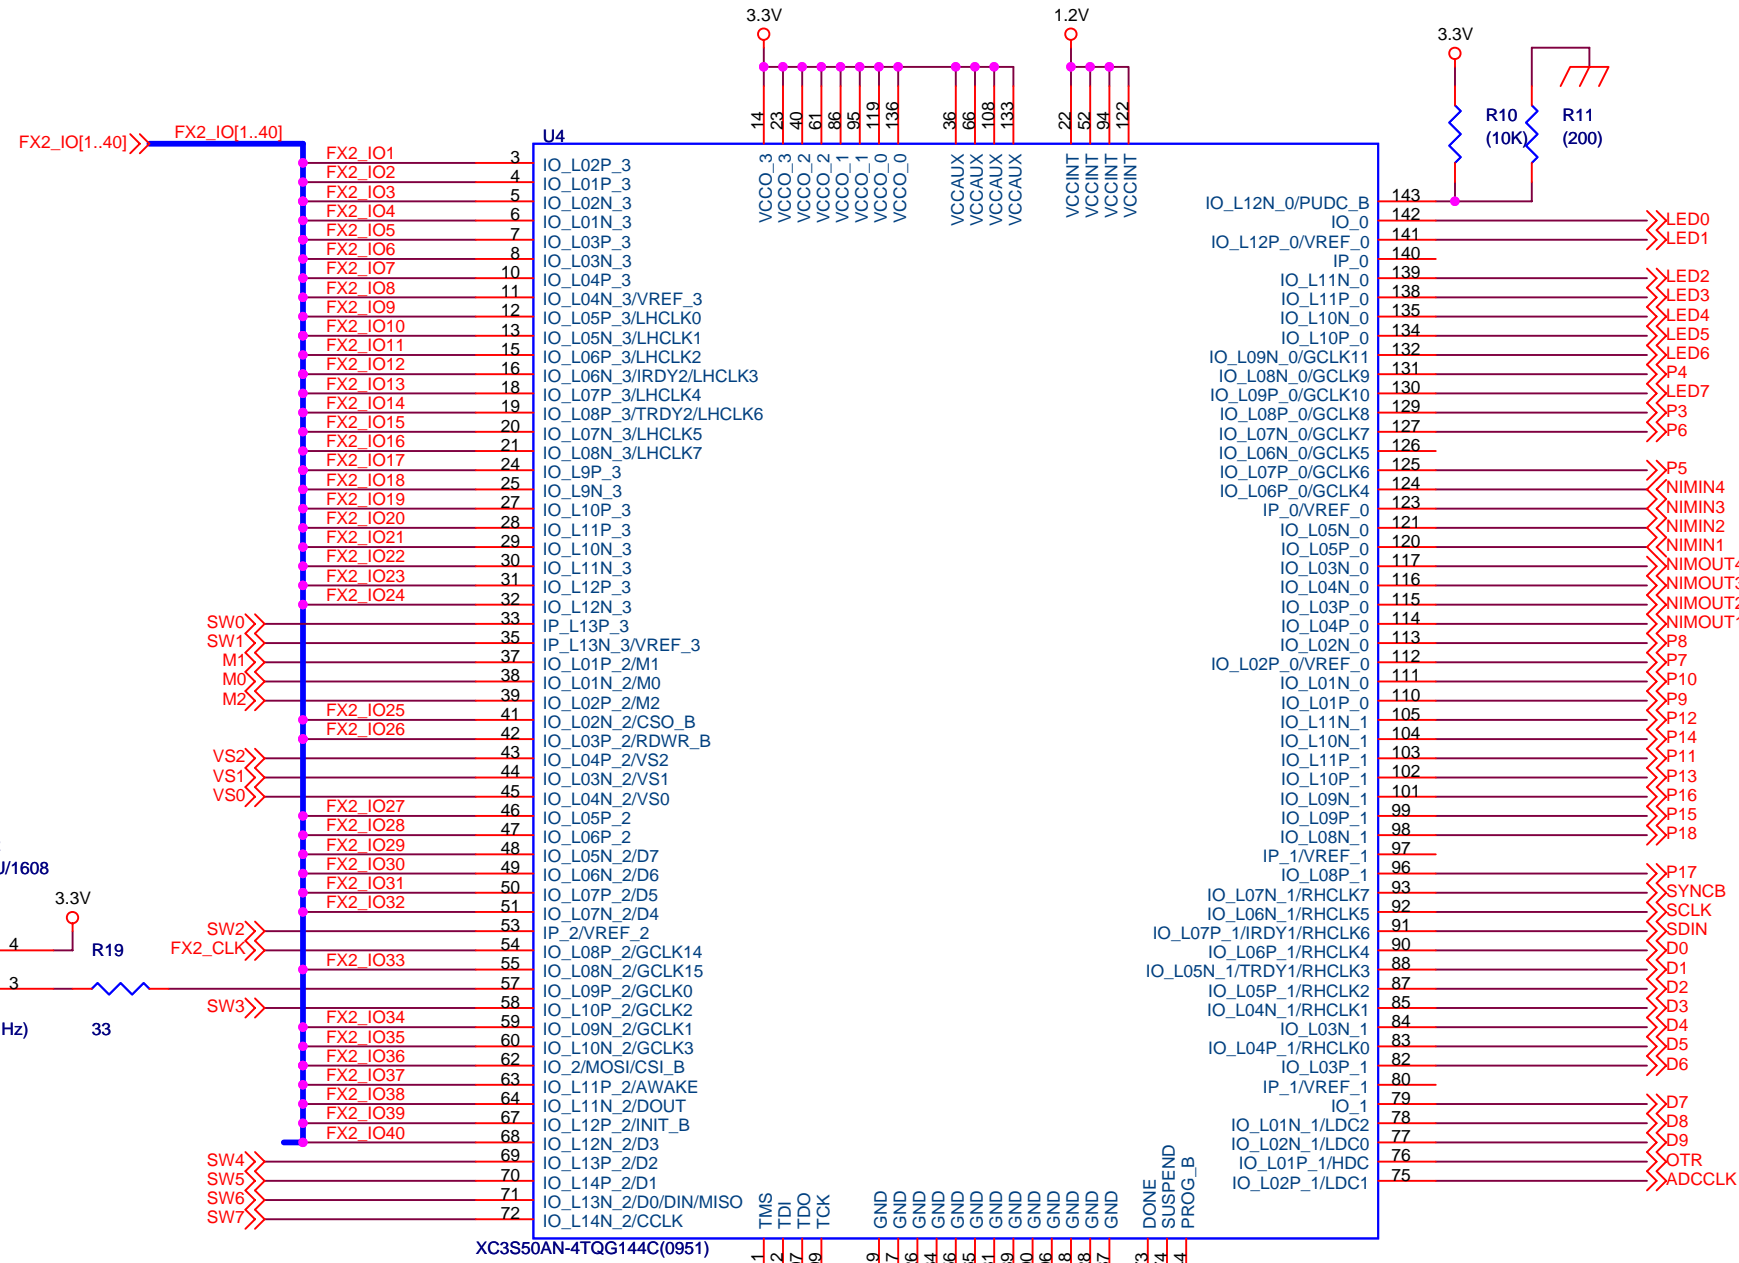 3.3V
1.2V
3.3V
14
23
40
61
86
95
119
136
36
66
108
133
22
52
94
122
R10
(10K)
R11
(200)
FX2_IO[1..40]
FX2_IO[1..40]
U4
VCCO_3
VCCO_3
VCCO_2
VCCO_2
VCCO_1
VCCO_1
VCCO_0
VCCO_0
VCCAUX
VCCAUX
VCCAUX
VCCAUX
VCCINT
VCCINT
VCCINT
VCCINT
FX2_IO1 3 IO_L02P_3
FX2_IO2 4 IO_L01P_3
FX2_IO3 5 IO_L02N_3
FX2_IO4 6 IO_L01N_3
FX2_IO5 7 IO_L03P_3
FX2_IO6 8 IO_L03N_3
FX2_IO7 10 IO_L04P_3
FX2_IO8 11 IO_L04N_3/VREF_3
FX2_IO9 12 IO_L05P_3/LHCLK0
FX2_IO10 13 IO_L05N_3/LHCLK1
FX2_IO11 15 IO_L06P_3/LHCLK2
FX2_IO12 16 IO_L06N_3/IRDY2/LHCLK3
FX2_IO13 18 IO_L07P_3/LHCLK4
FX2_IO14 19 IO_L08P_3/TRDY2/LHCLK6
FX2_IO15 20 IO_L07N_3/LHCLK5
FX2_IO16 21 IO_L08N_3/LHCLK7
FX2_IO17 24 IO_L9P_3
FX2_IO18 25 IO_L9N_3
FX2_IO19 27 IO_L10P_3
FX2_IO20 28 IO_L11P_3
FX2_IO21 29 IO_L10N_3
FX2_IO22 30 IO_L11N_3
FX2_IO23 31 IO_L12P_3
FX2_IO24 32 IO_L12N_3
SW0 33 IP_L13P_3
SW1 35 IP_L13N_3/VREF_3
M1 37 IO_L01P_2/M1
M0 38 IO_L01N_2/M0
M2 39 IO_L02P_2/M2
FX2_IO25 41 IO_L02N_2/CSO_B
FX2_IO26 42 IO_L03P_2/RDWR_B
VS2 43 IO_L04P_2/VS2
VS1 44 IO_L03N_2/VS1
VS0 45 IO_L04N_2/VS0
FX2_IO27 46 IO_L05P_2
FX2_IO28 47 IO_L06P_2
FX2_IO29 48 IO_L05N_2/D7
FX2_IO30 49 IO_L06N_2/D6
FX2_IO31 50 IO_L07P_2/D5
FX2_IO32 51 IO_L07N_2/D4
SW2 53 IP_2/VREF_2
FX2_CLK 54 IO_L08P_2/GCLK14
FX2_IO33 55 IO_L08N_2/GCLK15
57 IO_L09P_2/GCLK0
SW3 58 IO_L10P_2/GCLK2
FX2_IO34 59 IO_L09N_2/GCLK1
FX2_IO35 60 IO_L10N_2/GCLK3
FX2_IO36 62 IO_2/MOSI/CSI_B
FX2_IO37 63 IO_L11P_2/AWAKE
FX2_IO38 64 IO_L11N_2/DOUT
FX2_IO39 67 IO_L12P_2/INIT_B
FX2_IO40 68 IO_L12N_2/D3
SW4 69 IO_L13P_2/D2
SW5 70 IO_L14P_2/D1
SW6 71 IO_L13N_2/D0/DIN/MISO
SW7 72 IO_L14N_2/CCLK
J/1608
3.3V
4
R19
3
Hz)
33
IO_L12N_0/PUDC_B 143
IO_0 142 LED0
IO_L12P_0/VREF_0 141 LED1
IP_0 140
IO_L11N_0 139 LED2
IO_L11P_0 138 LED3
IO_L10N_0 135 LED4
IO_L10P_0 134 LED5
IO_L09N_0/GCLK11 132 LED6
IO_L08N_0/GCLK9 131 P4
IO_L09P_0/GCLK10 130 LED7
IO_L08P_0/GCLK8 129 P3
IO_L07N_0/GCLK7 127 P6
IO_L06N_0/GCLK5 126
IO_L07P_0/GCLK6 125 P5
IO_L06P_0/GCLK4 124 NIMIN4
IP_0/VREF_0 123 NIMIN3
IO_L05N_0 121 NIMIN2
IO_L05P_0 120 NIMIN1
IO_L03N_0 117 NIMOUT4
IO_L04N_0 116 NIMOUT3
IO_L03P_0 115 NIMOUT2
IO_L04P_0 114 NIMOUT1
IO_L02N_0 113 P8
IO_L02P_0/VREF_0 112 P7
IO_L01N_0 111 P10
IO_L01P_0 110 P9
IO_L11N_1 105 P12
IO_L10N_1 104 P14
IO_L11P_1 103 P11
IO_L10P_1 102 P13
IO_L09N_1 101 P16
IO_L09P_1 99 P15
IO_L08N_1 98 P18
IP_1/VREF_1 97
IO_L08P_1 96 P17
IO_L07N_1/RHCLK7 93 SYNCB
IO_L06N_1/RHCLK5 92 SCLK
IO_L07P_1/IRDY1/RHCLK6 91 SDIN
IO_L06P_1/RHCLK4 90 D0
IO_L05N_1/TRDY1/RHCLK3 88 D1
IO_L05P_1/RHCLK2 87 D2
IO_L04N_1/RHCLK1 85 D3
IO_L03N_1 84 D4
IO_L04P_1/RHCLK0 83 D5
IO_L03P_1 82 D6
IP_1/VREF_1 80
IO_1 79 D7
IO_L01N_1/LDC2 78 D8
IO_L02N_1/LDC0 77 D9
IO_L01P_1/HDC 76 OTR
IO_L02P_1/LDC1 75 ADCCLK
TMS
TDI
TDO
TCK
GND
GND
GND
GND
GND
GND
GND
GND
GND
GND
GND
GND
GND
DONE
SUSPEND
PROG_B
XC3S50AN-4TQG144C(0951)